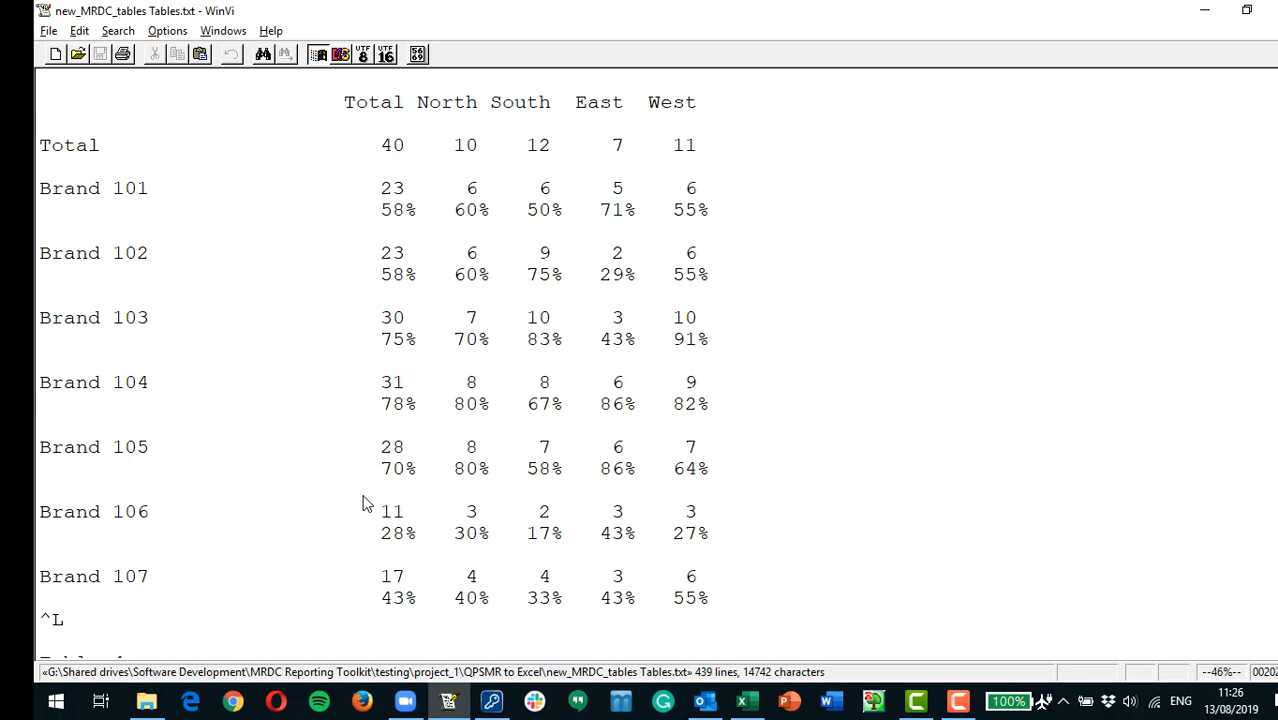 new_MRDC_tables Tables.txt - WinVi
File Edit Search Options Windows Help
UTF 8 UTF 16
Total North South East West
Total 40 10 12 7 11
Brand 101 23 6 6 5 6
58% 60% 50% 71% 55%
Brand 102 23 6 9 2 6
58% 60% 75% 29% 55%
Brand 103 30 7 10 3 10
75% 70% 83% 43% 91%
Brand 104 31 8 8 6 9
78% 80% 67% 86% 82%
Brand 105 28 8 7 6 7
70% 80% 58% 86% 64%
Brand 106 11 3 2 3 3
28% 30% 17% 43% 27%
Brand 107 17 4 4 3 6
43% 40% 33% 43% 55%
^L
«G:\Shared drives\Software Development\MRDC Reporting Toolkit\testing\project_1\QPSMR to Excel\new_MRDC_tables Tables.txt» 439 lines, 14742 characters --46%-- 00202
100% ENG 11:26
13/08/2019